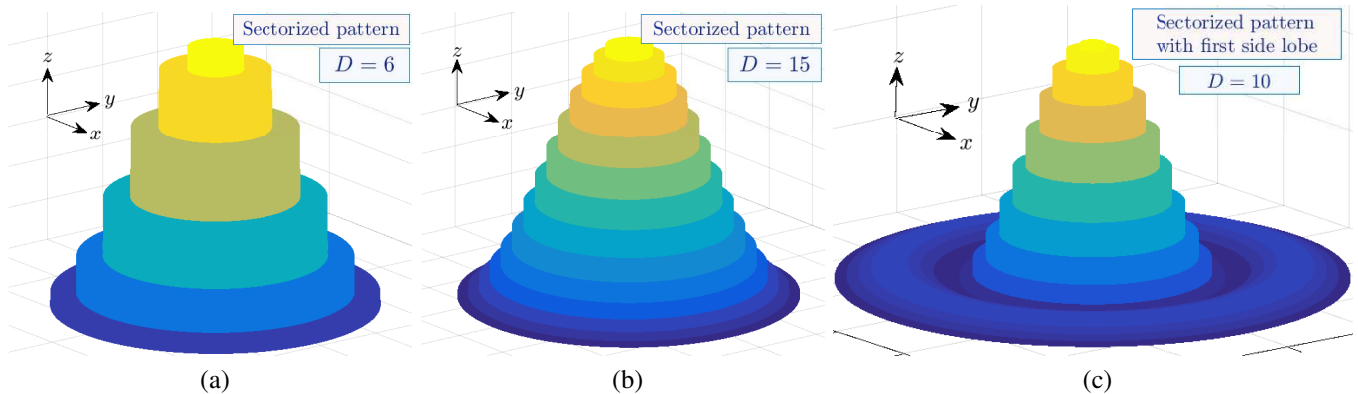 Sectorized pattern
D = 6
z
y
x
(a)
Sectorized pattern
D = 15
z
y
x
(b)
Sectorized pattern
with first side lobe
D = 10
z
y
x
(c)